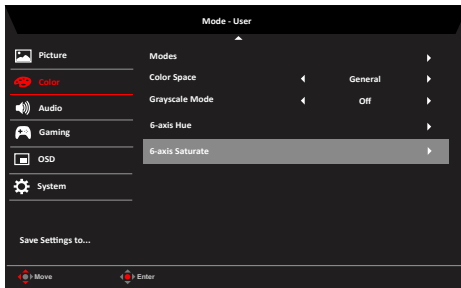 Mode - User
Picture
Color
Audio
Gaming
OSD
System
Save Settings to...
Modes
Color Space General
Grayscale Mode Off
6-axis Hue
6-axis Saturate
Move Enter